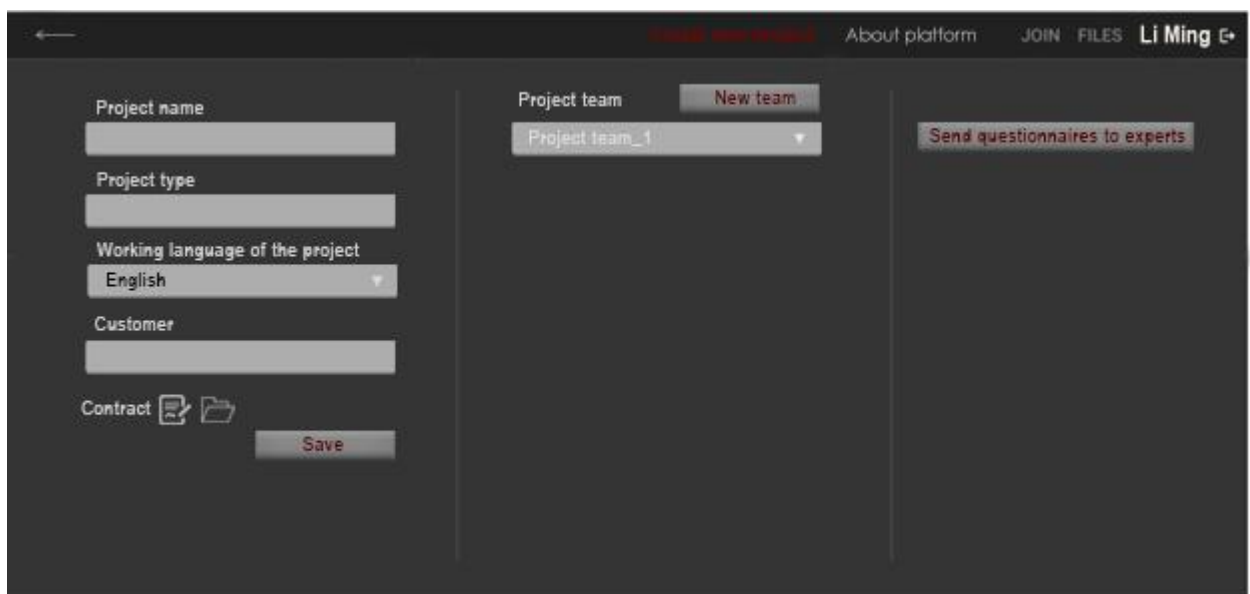 About platform JOIN FILES Li Ming
Project name
Project type
Working language of the project
English
Customer
Contract
Save
Project team New team
Project team_1
Send questionnaires to experts